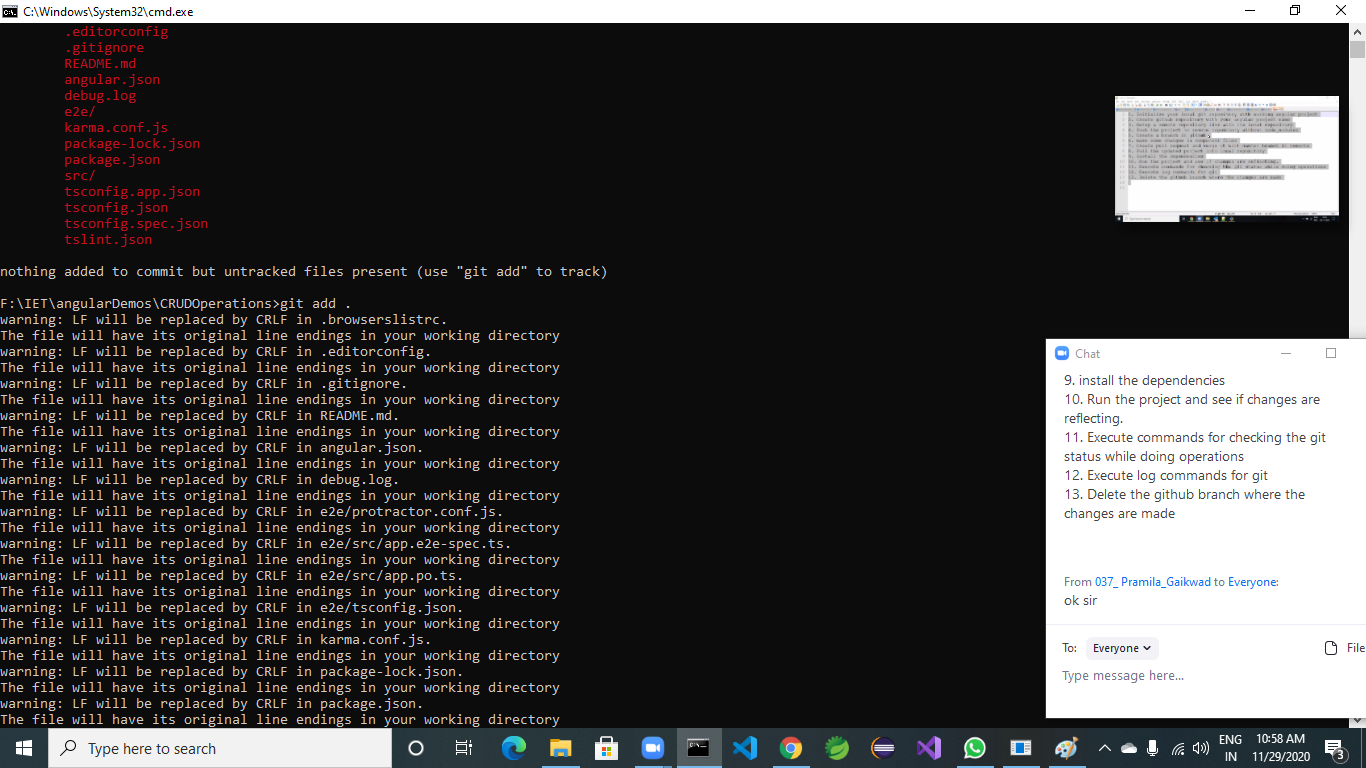 C:\Windows\System32\cmd.exe
.editorconfig
.gitignore
README.md
angular.json
debug.log
e2e/
karma.conf.js
package-lock.json
package.json
src/
tsconfig.app.json
tsconfig.json
tsconfig.spec.json
tslint.json
nothing added to commit but untracked files present (use "git add" to track)
F:\IET\angularDemos\CRUDOperations>git add .
warning: LF will be replaced by CRLF in .browserslistrc.
The file will have its original line endings in your working directory
warning: LF will be replaced by CRLF in .editorconfig.
The file will have its original line endings in your working directory
warning: LF will be replaced by CRLF in .gitignore.
The file will have its original line endings in your working directory
warning: LF will be replaced by CRLF in README.md.
The file will have its original line endings in your working directory
warning: LF will be replaced by CRLF in angular.json.
The file will have its original line endings in your working directory
warning: LF will be replaced by CRLF in debug.log.
The file will have its original line endings in your working directory
warning: LF will be replaced by CRLF in e2e/protractor.conf.js.
The file will have its original line endings in your working directory
warning: LF will be replaced by CRLF in e2e/src/app.e2e-spec.ts.
The file will have its original line endings in your working directory
warning: LF will be replaced by CRLF in e2e/src/app.po.ts.
The file will have its original line endings in your working directory
warning: LF will be replaced by CRLF in e2e/tsconfig.json.
The file will have its original line endings in your working directory
warning: LF will be replaced by CRLF in karma.conf.js.
The file will have its original line endings in your working directory
warning: LF will be replaced by CRLF in package-lock.json.
The file will have its original line endings in your working directory
warning: LF will be replaced by CRLF in package.json.
The file will have its original line endings in your working directory
Chat
9. install the dependencies
10. Run the project and see if changes are
reflecting.
11. Execute commands for checking the git
status while doing operations
12. Execute log commands for git
13. Delete the github branch where the
changes are made
From 037_ Pramila_Gaikwad to Everyone:
ok sir
To: Everyone File
Type message here...
Type here to search
ENG
IN
10:58 AM
11/29/2020
3